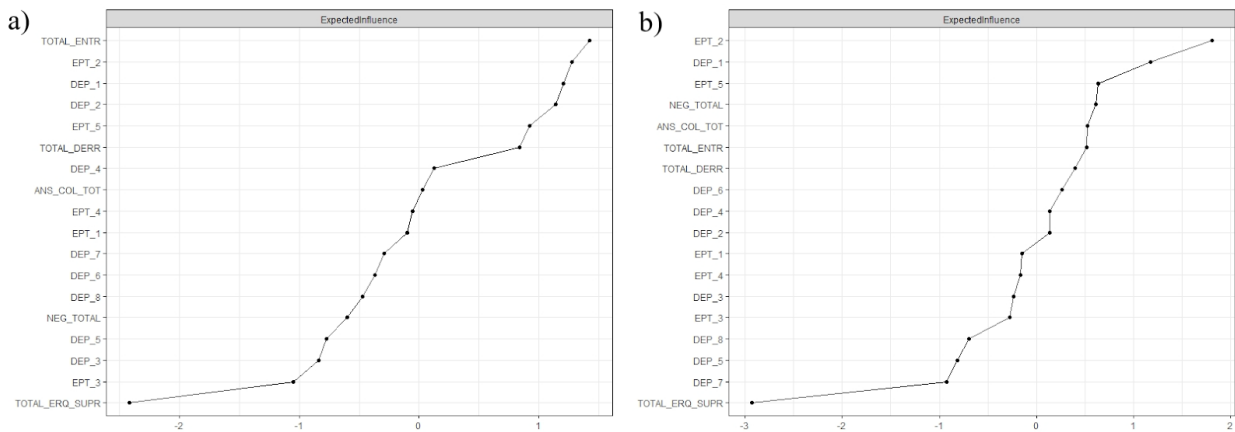 a)
ExpectedInfluence
TOTAL_ENTR
EPT_2
DEP_1
DEP_2
EPT_5
TOTAL_DERR
DEP_4
ANS_COL_TOT
EPT_4
EPT_1
DEP_7
DEP_6
DEP_8
NEG_TOTAL
DEP_5
DEP_3
EPT_3
TOTAL_ERQ_SUPR
-2 -1 0 1
b)
ExpectedInfluence
EPT_2
DEP_1
EPT_5
NEG_TOTAL
ANS_COL_TOT
TOTAL_ENTR
TOTAL_DERR
DEP_6
DEP_4
DEP_2
EPT_1
EPT_4
DEP_3
EPT_3
DEP_8
DEP_5
DEP_7
TOTAL_ERQ_SUPR
-3 -2 -1 0 1 2